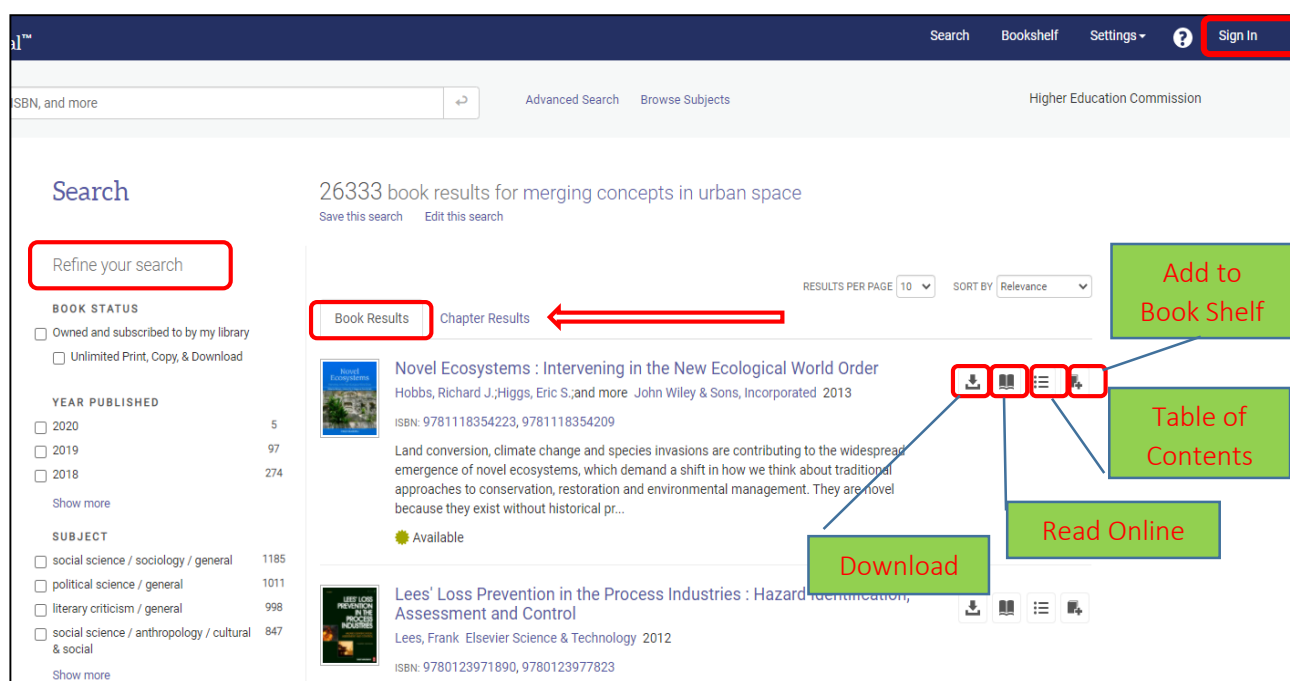 al™
Search Bookshelf Settings ? Sign In
ISBN, and more
Advanced Search Browse Subjects
Higher Education Commission
Search
26333 book results for merging concepts in urban space
Save this search Edit this search
Refine your search
RESULTS PER PAGE 10 SORT BY Relevance
Add to
Book Shelf
BOOK STATUS
Owned and subscribed to by my library
Unlimited Print, Copy, & Download
Book Results Chapter Results
YEAR PUBLISHED
2020 5
2019 97
2018 274
Show more
SUBJECT
social science / sociology / general 1185
political science / general 1011
literary criticism / general 998
social science / anthropology / cultural 847
& social
Show more
Novel
Ecosystems
Novel Ecosystems : Intervening in the New Ecological World Order
Hobbs, Richard J.;Higgs, Eric S.;and more John Wiley & Sons, Incorporated 2013
ISBN: 9781118354223, 9781118354209
Land conversion, climate change and species invasions are contributing to the widespread
emergence of novel ecosystems, which demand a shift in how we think about traditional
approaches to conservation, restoration and environmental management. They are novel
because they exist without historical pr...
Available
Table of
Contents
Read Online
Download
LEES' LOSS
PREVENTION
IN THE
PROCESS
INDUSTRIES
Lees' Loss Prevention in the Process Industries : Hazard Identification,
Assessment and Control
Lees, Frank Elsevier Science & Technology 2012
ISBN: 9780123971890, 9780123977823